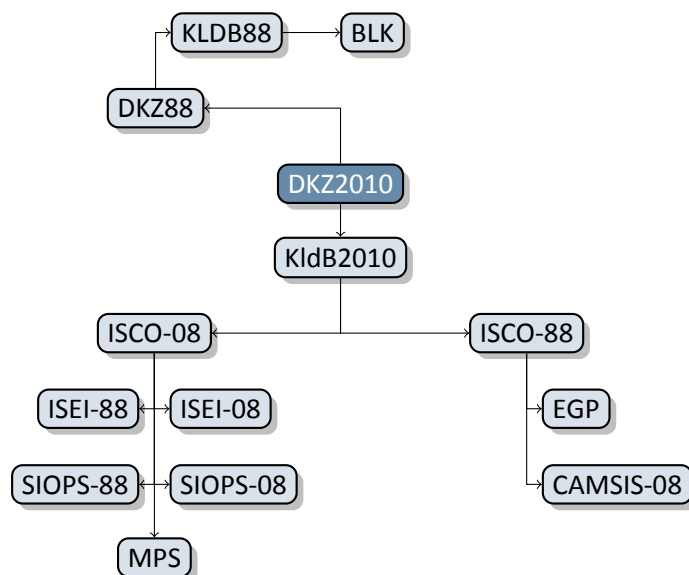 KLDB88
BLK
DKZ88
DKZ2010
KldB2010
ISCO-08
ISCO-88
ISEI-88
ISEI-08
EGP
SIOPS-88
SIOPS-08
CAMSIS-08
MPS